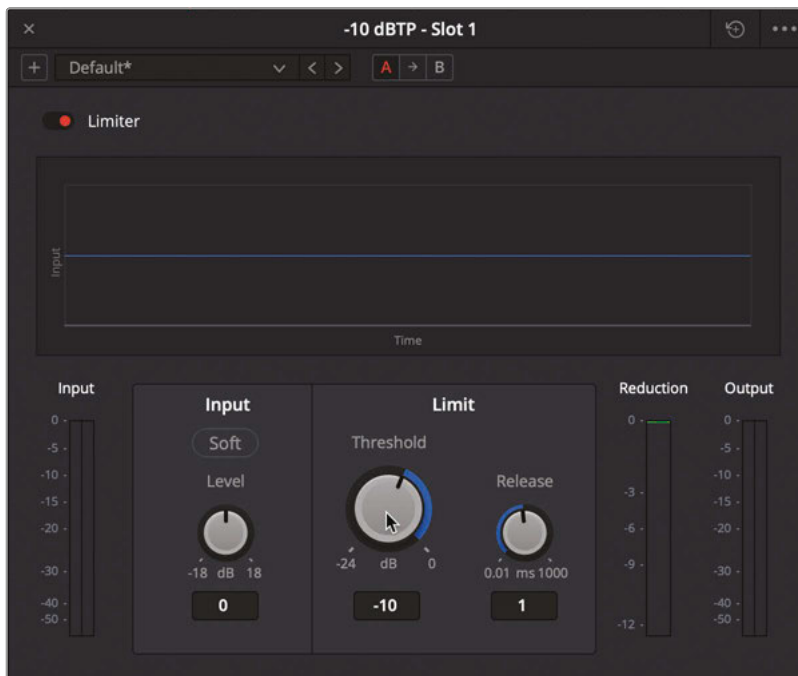 × -10 dBTP - Slot 1 •••
+ Default* < > A → B
Limiter
Input
Time
Input
0
-5
-10
-15
-20
-30
-40
-50
Input
Soft
Level
-18 dB 18
0
Limit
Threshold
-24 dB 0
-10
Release
0.01 ms 1000
1
Reduction
0
-3
-6
-9
-12
Output
0
-5
-10
-15
-20
-30
-40
-50